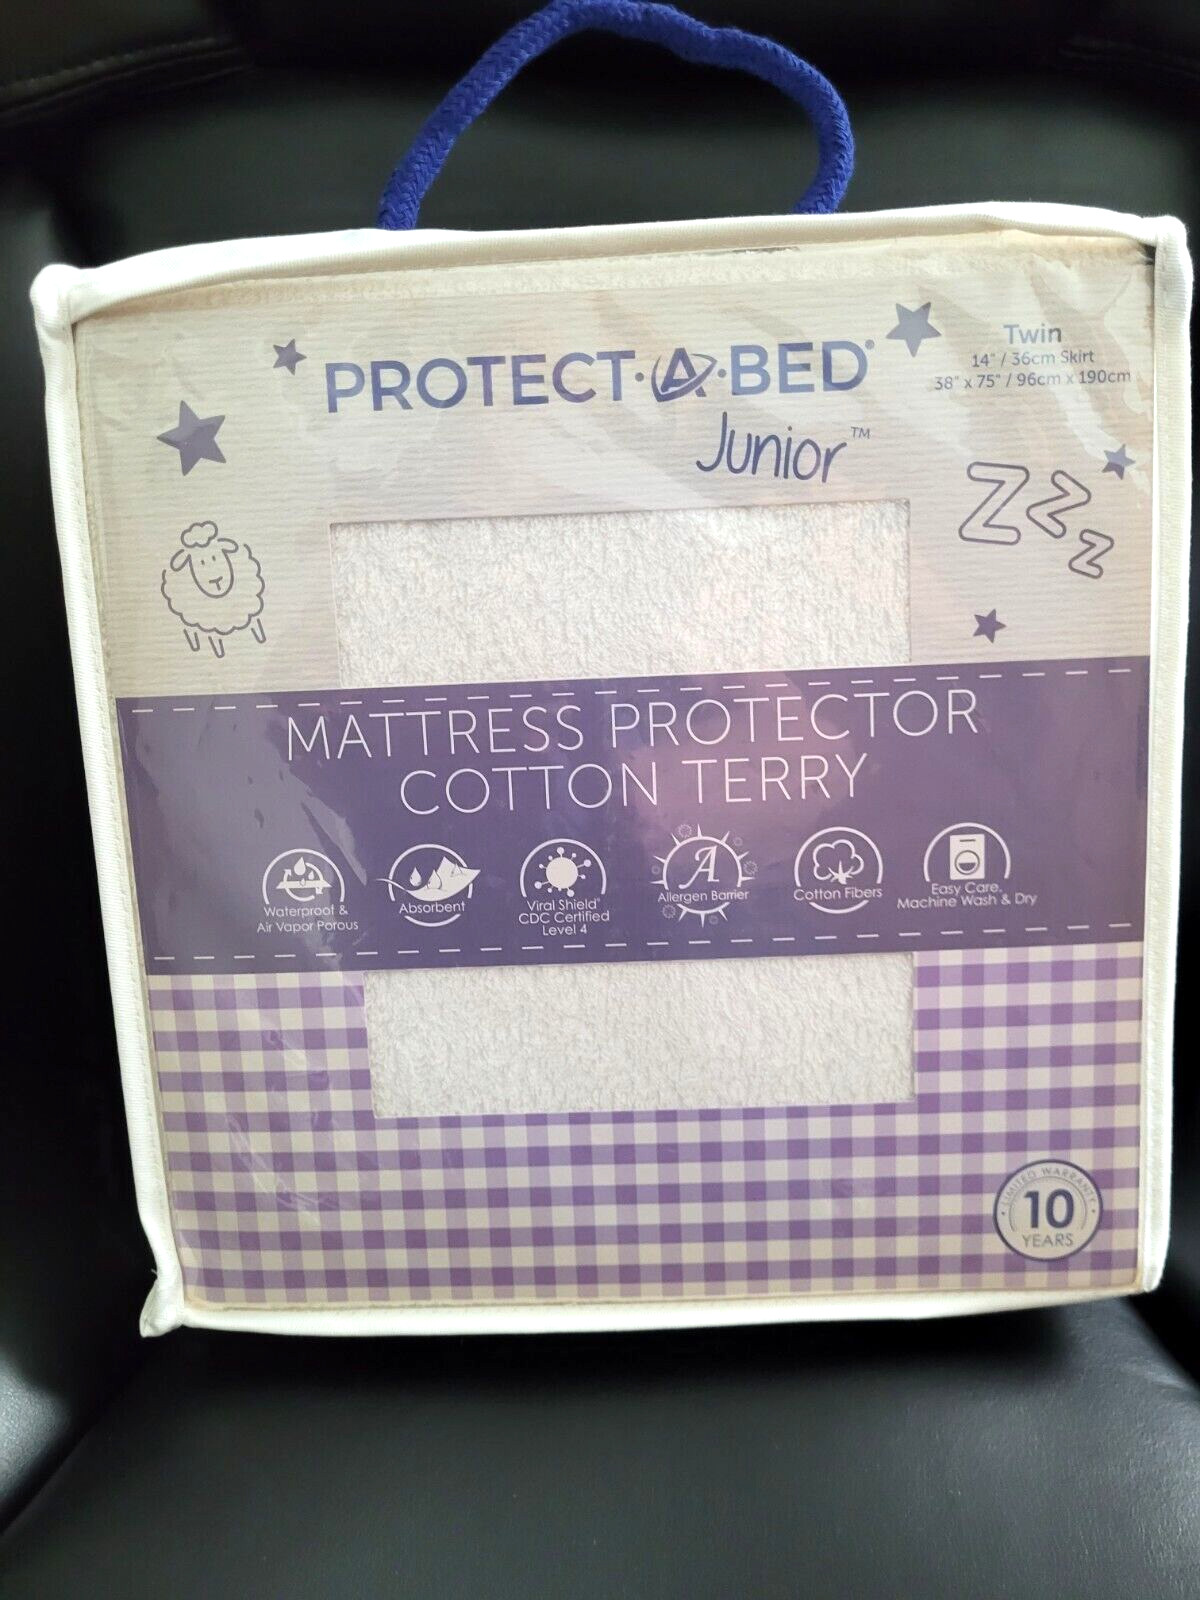 PROTECT·A·BED®
Junior™
Twin
14" / 36cm Skirt
38" x 75" / 96cm x 190cm
Zzz
MATTRESS PROTECTOR
COTTON TERRY
Waterproof &
Air Vapor Porous
Absorbent
Viral Shield®
CDC Certified
Level 4
A
Allergen Barrier
Cotton Fibers
Easy Care.
Machine Wash & Dry
LIMITED WARRANTY
10
YEARS